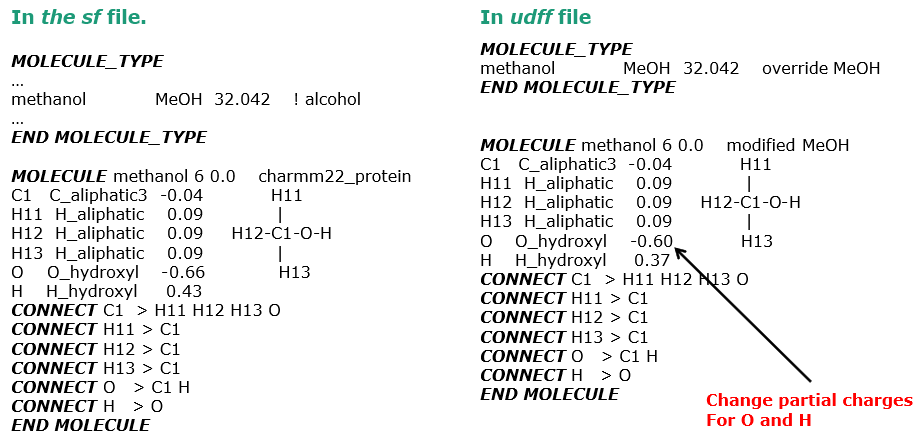 In the sf file.
MOLECULE_TYPE
...
methanol MeOH 32.042 ! alcohol
...
END MOLECULE_TYPE
MOLECULE methanol 6 0.0 charmm22_protein
C1 C_aliphatic3 -0.04 H11
H11 H_aliphatic 0.09 |
H12 H_aliphatic 0.09 H12-C1-O-H
H13 H_aliphatic 0.09 |
O O_hydroxyl -0.66 H13
H H_hydroxyl 0.43
CONNECT C1 > H11 H12 H13 O
CONNECT H11 > C1
CONNECT H12 > C1
CONNECT H13 > C1
CONNECT O > C1 H
CONNECT H > O
END MOLECULE
In udff file
MOLECULE_TYPE
methanol MeOH 32.042 override MeOH
END MOLECULE_TYPE
MOLECULE methanol 6 0.0 modified MeOH
C1 C_aliphatic3 -0.04 H11
H11 H_aliphatic 0.09 |
H12 H_aliphatic 0.09 H12-C1-O-H
H13 H_aliphatic 0.09 |
O O_hydroxyl -0.60 H13
H H_hydroxyl 0.37
CONNECT C1 > H11 H12 H13 O
CONNECT H11 > C1
CONNECT H12 > C1
CONNECT H13 > C1
CONNECT O > C1 H
CONNECT H > O
END MOLECULE
Change partial charges
For O and H